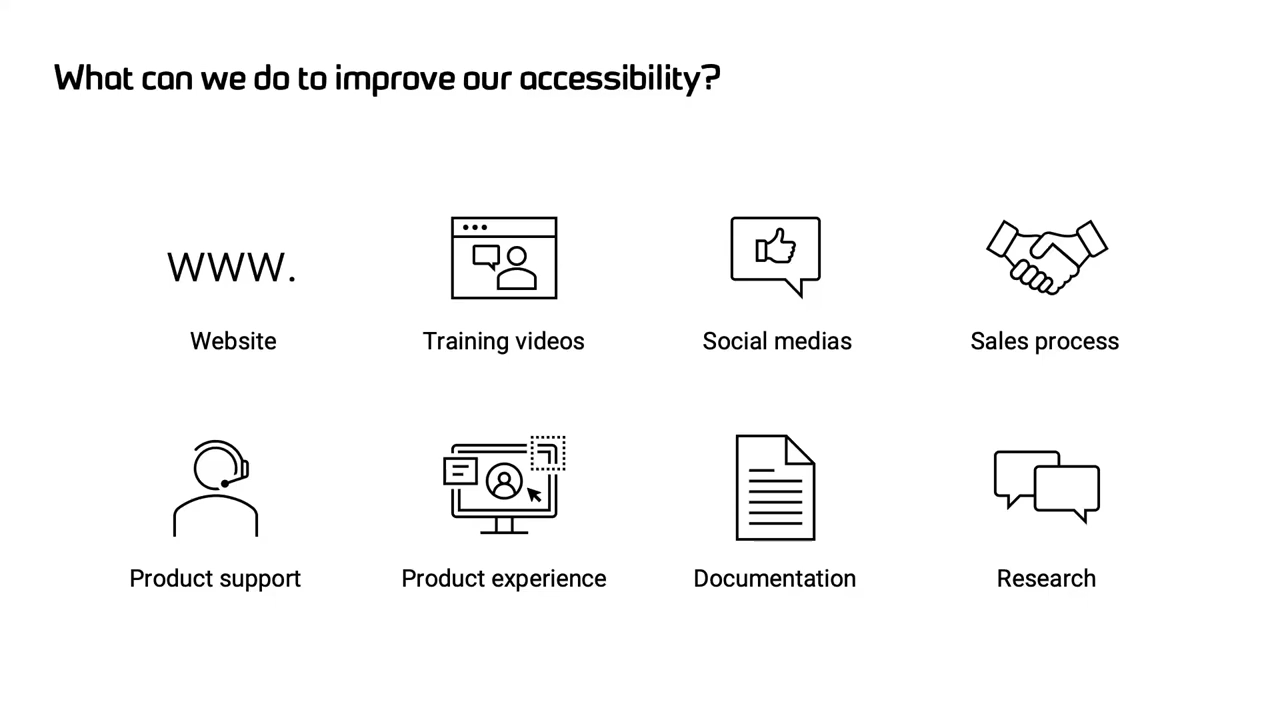 What can we do to improve our accessibility?
www.
Website
Training videos
Social medias
Sales process
Product support
Product experience
Documentation
Research